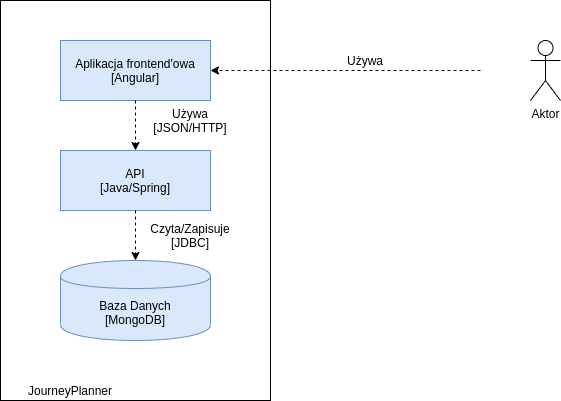 Aplikacja frontend'owa
[Angular]
Używa
Aktor
Używa
[JSON/HTTP]
API
[Java/Spring]
Czyta/Zapisuje
[JDBC]
Baza Danych
[MongoDB]
JourneyPlanner